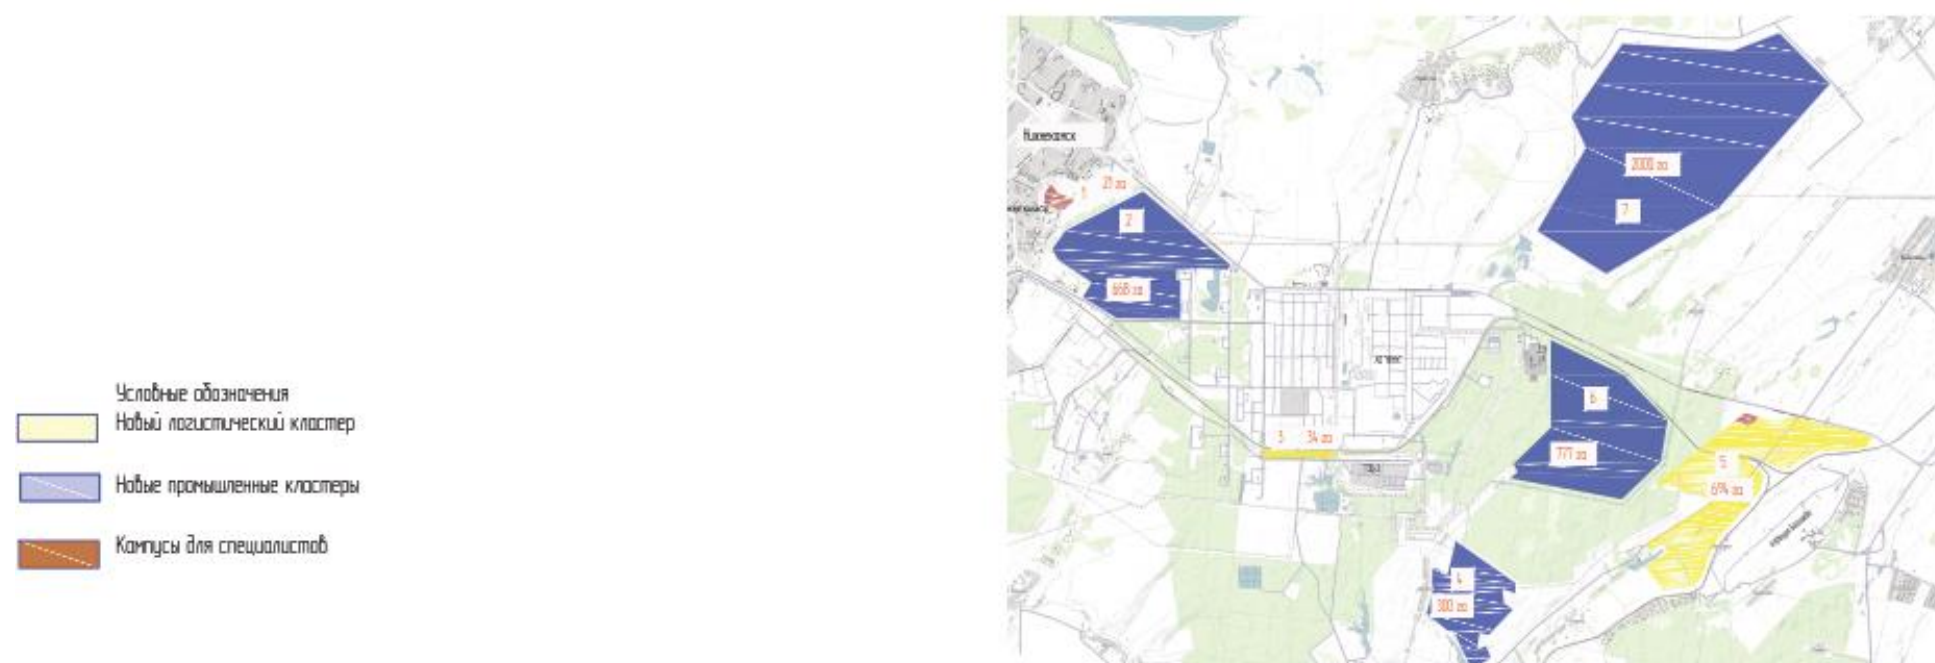 Условные обозначения
Новый логистический кластер
Новые промышленные кластеры
Кампусы для специалистов
Нижнекамск
1
21 га
2
668 га
3
34 га
4
300 га
5
694 га
6
777 га
7
2000 га